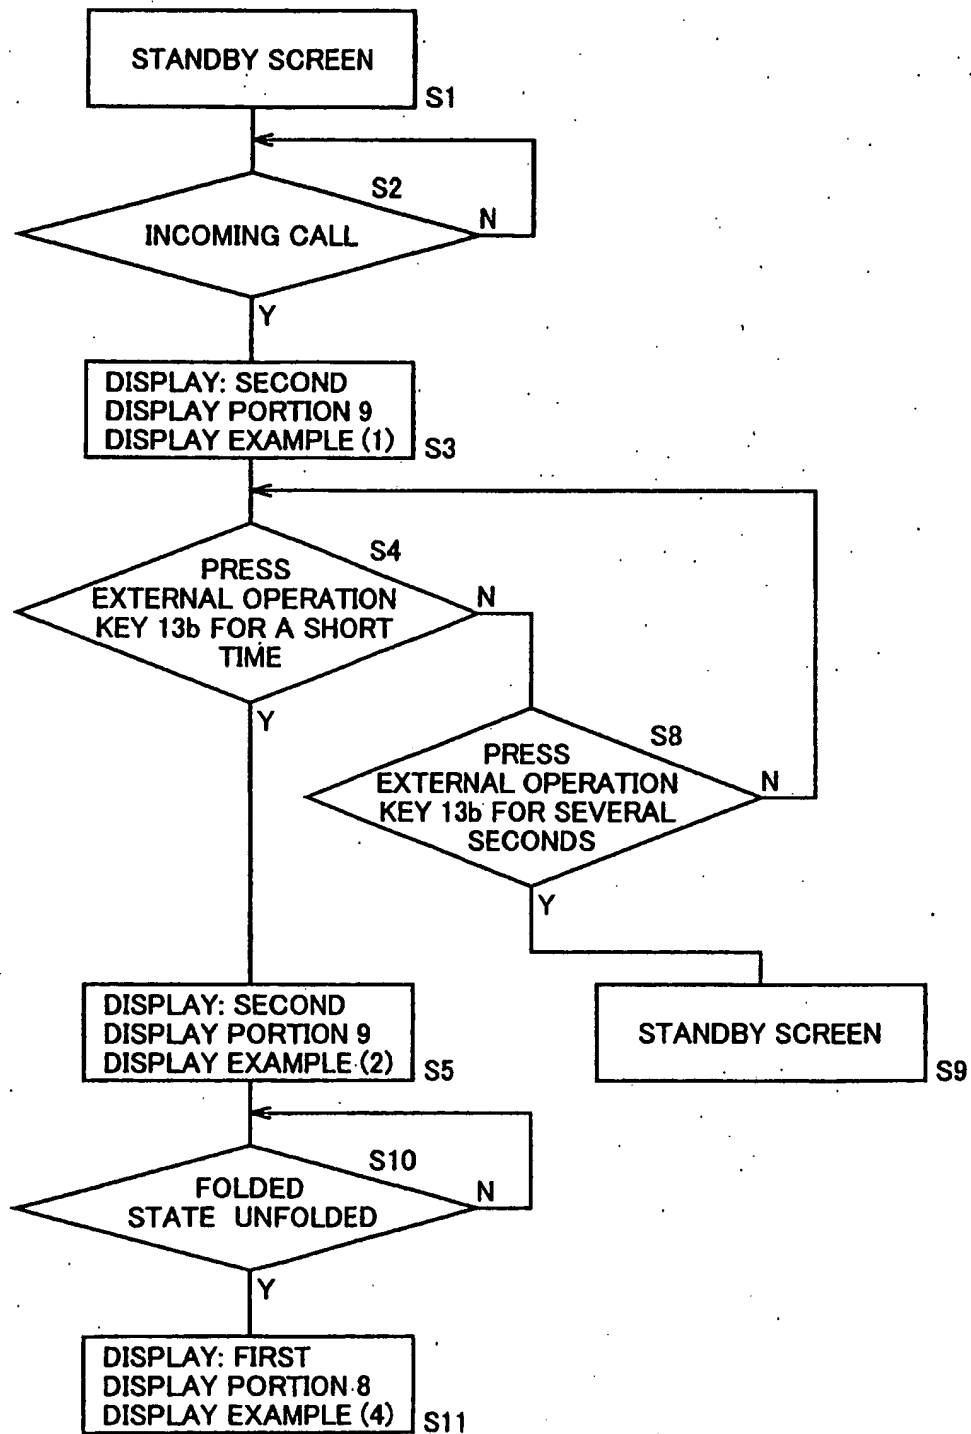 STANDBY SCREEN
S1
S2
INCOMING CALL
N
Y
DISPLAY: SECOND
DISPLAY PORTION 9
DISPLAY EXAMPLE (1)
S3
S4
PRESS
EXTERNAL OPERATION
KEY 13b FOR A SHORT
TIME
N
Y
S8
PRESS
EXTERNAL OPERATION
KEY 13b FOR SEVERAL
SECONDS
N
Y
DISPLAY: SECOND
DISPLAY PORTION 9
DISPLAY EXAMPLE (2)
S5
STANDBY SCREEN
S9
S10
FOLDED
STATE UNFOLDED
N
Y
DISPLAY: FIRST
DISPLAY PORTION 8
DISPLAY EXAMPLE (4)
S11